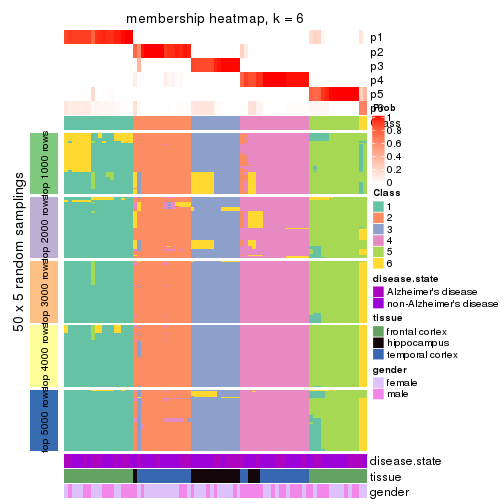 membership heatmap, k = 6
p1
p2
p3
p4
p5
Prob
1
0.8
0.6
0.4
0.2
0
Class
1
2
3
4
5
6
disease.state
Alzheimer's disease
non-Alzheimer's disease
tissue
frontal cortex
hippocampus
temporal cortex
gender
female
male
50 x 5 random samplings
top 1000 rows
top 2000 rows
top 3000 rows
top 4000 rows
top 5000 rows
disease.state
tissue
gender